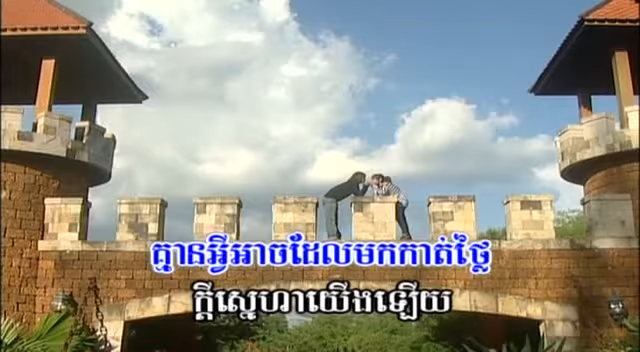 គ្មានអ្វីអាចដែលមកកាត់ថ្លៃ
ក្ដីស្នេហាយើងឡើយ